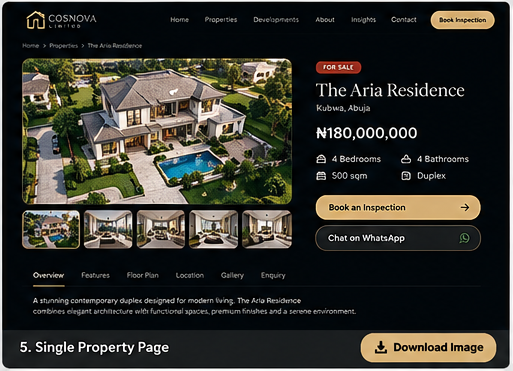 COSNOVA
LIMITED
Home Properties Developments About Insights Contact Book Inspection
Home > Properties > The Aria Residence
FOR SALE
The Aria Residence
Kubwa, Abuja
₦180,000,000
4 Bedrooms 4 Bathrooms
500 sqm Duplex
Book an Inspection →
Chat on WhatsApp
Overview Features Floor Plan Location Gallery Enquiry
A stunning contemporary duplex designed for modern living. The Aria Residence
combines elegant architecture with functional spaces, premium finishes and a serene environment.
5. Single Property Page
Download Image